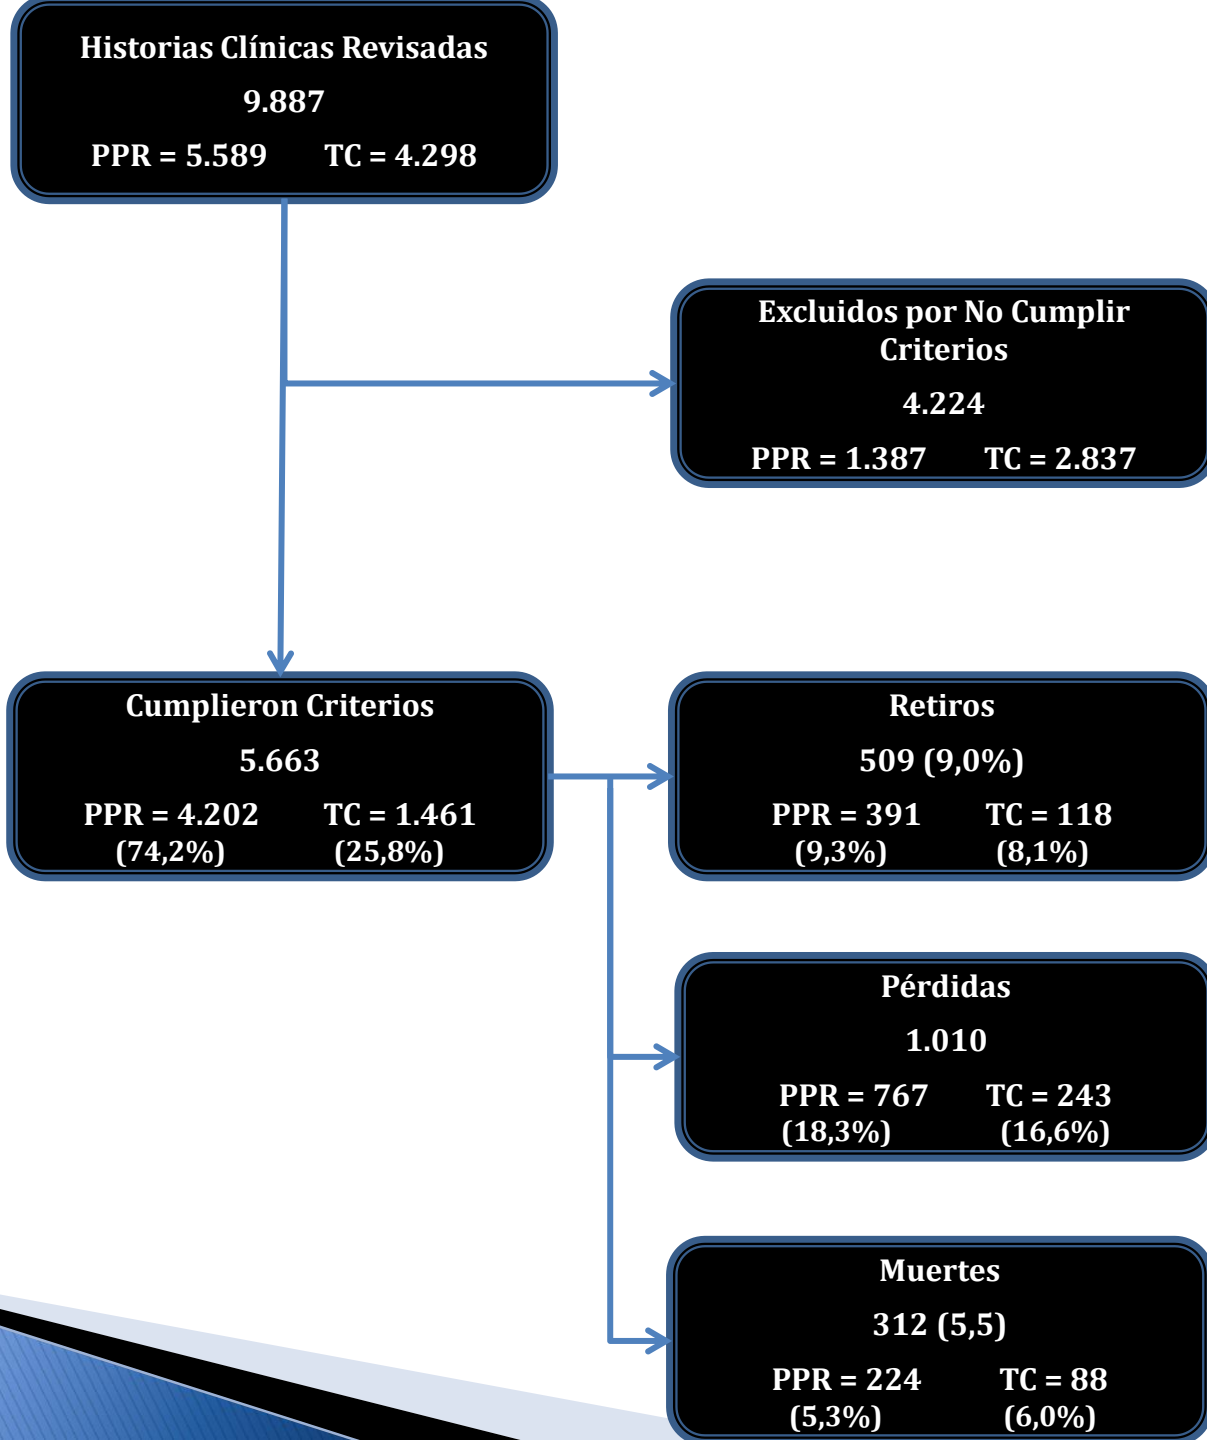 Historias Clínicas Revisadas
9.887
PPR = 5.589 TC = 4.298
Excluidos por No Cumplir
Criterios
4.224
PPR = 1.387 TC = 2.837
Cumplieron Criterios
5.663
PPR = 4.202 TC = 1.461
(74,2%) (25,8%)
Retiros
509 (9,0%)
PPR = 391 TC = 118
(9,3%) (8,1%)
Pérdidas
1.010
PPR = 767 TC = 243
(18,3%) (16,6%)
Muertes
312 (5,5)
PPR = 224 TC = 88
(5,3%) (6,0%)